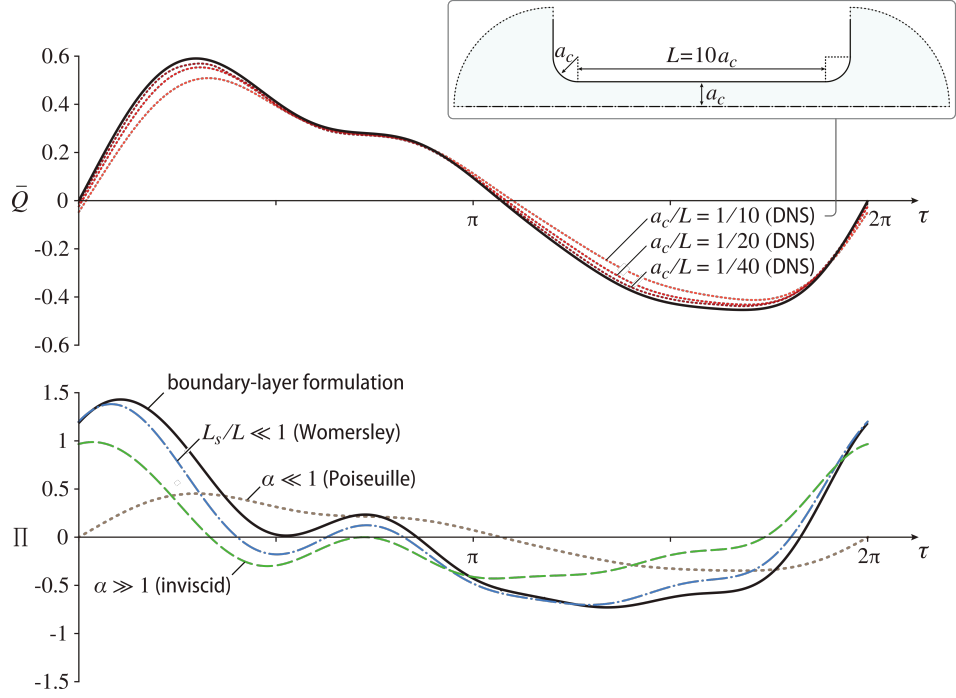 0.6
0.4
0.2
0
-0.2
-0.4
-0.6
Q̄
π
2π
τ
a_c
L=10a_c
a_c
a_c/L = 1/10 (DNS)
a_c/L = 1/20 (DNS)
a_c/L = 1/40 (DNS)
1.5
1
0.5
0
-0.5
-1
-1.5
Π
boundary-layer formulation
L_s/L ≪ 1 (Womersley)
α ≪ 1 (Poiseuille)
α ≫ 1 (inviscid)
π
2π
τ